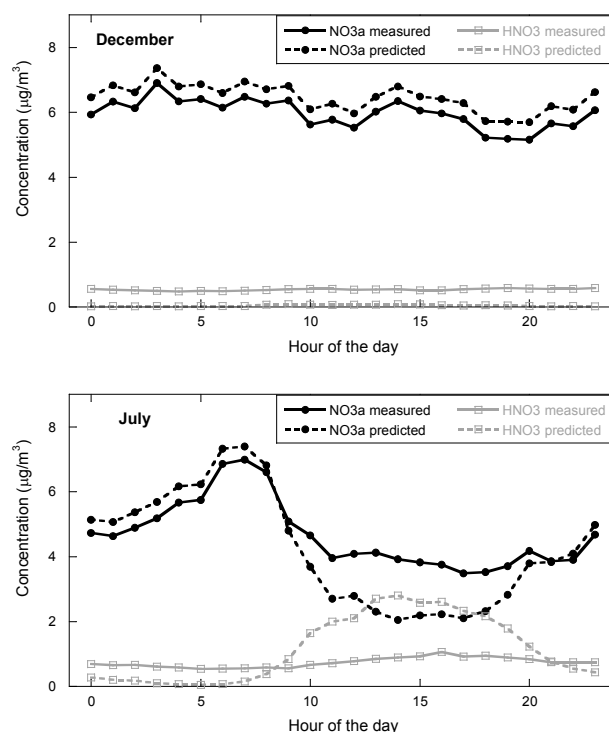 December
NO3a measured
HNO3 measured
NO3a predicted
HNO3 predicted
Concentration (μg/m³)
8
6
4
2
0
0 5 10 15 20
Hour of the day
July
NO3a measured
HNO3 measured
NO3a predicted
HNO3 predicted
Concentration (μg/m³)
8
6
4
2
0
0 5 10 15 20
Hour of the day